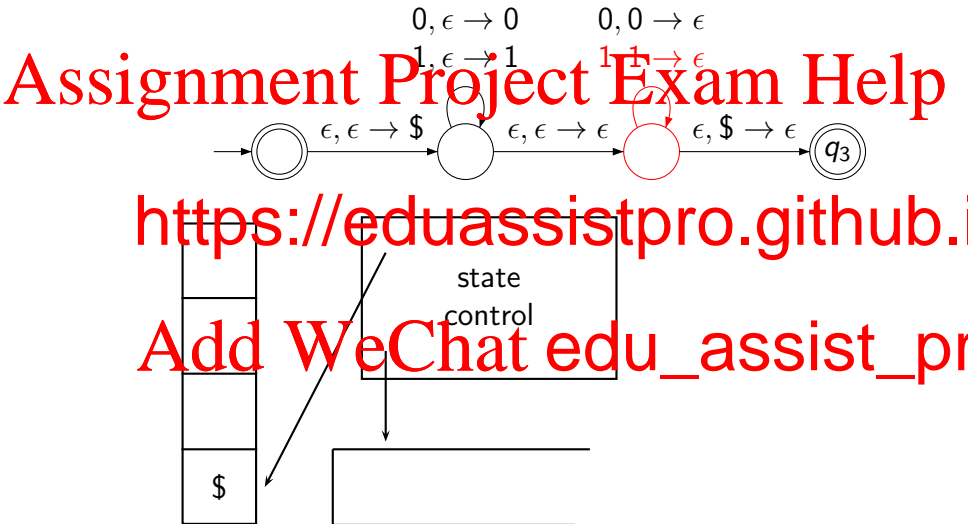 0, ϵ → 0 0, 0 → ϵ
1, ϵ → 1 1, 1 → ϵ
Assignment Project Exam Help
ϵ, ϵ → $ ϵ, ϵ → ϵ ϵ, $ → ϵ
q₃
https://eduassistpro.github.i
state
control
Add WeChat edu_assist_pr
$